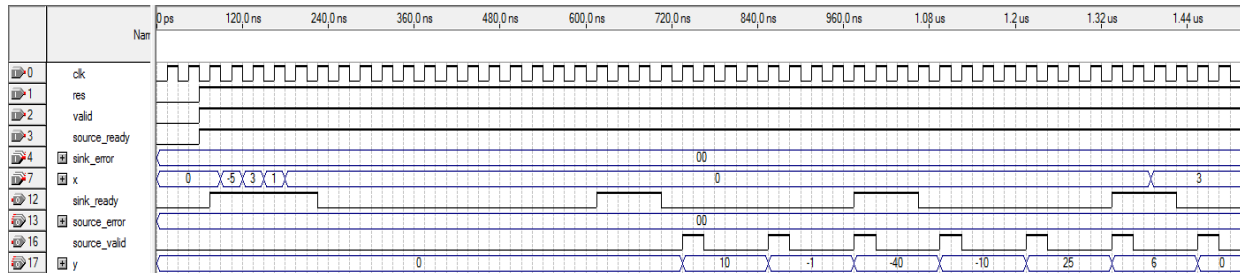 Nam
0 ps 120.0 ns 240.0 ns 360.0 ns 480.0 ns 600.0 ns 720.0 ns 840.0 ns 960.0 ns 1.08 us 1.2 us 1.32 us 1.44 us
0 clk
1 res
2 valid
3 source_ready
4 + sink_error 00
7 + x 0 -5 3 1 0 3
12 sink_ready
13 + source_error 00
16 source_valid
17 + y 0 10 -1 -40 -10 25 6 0